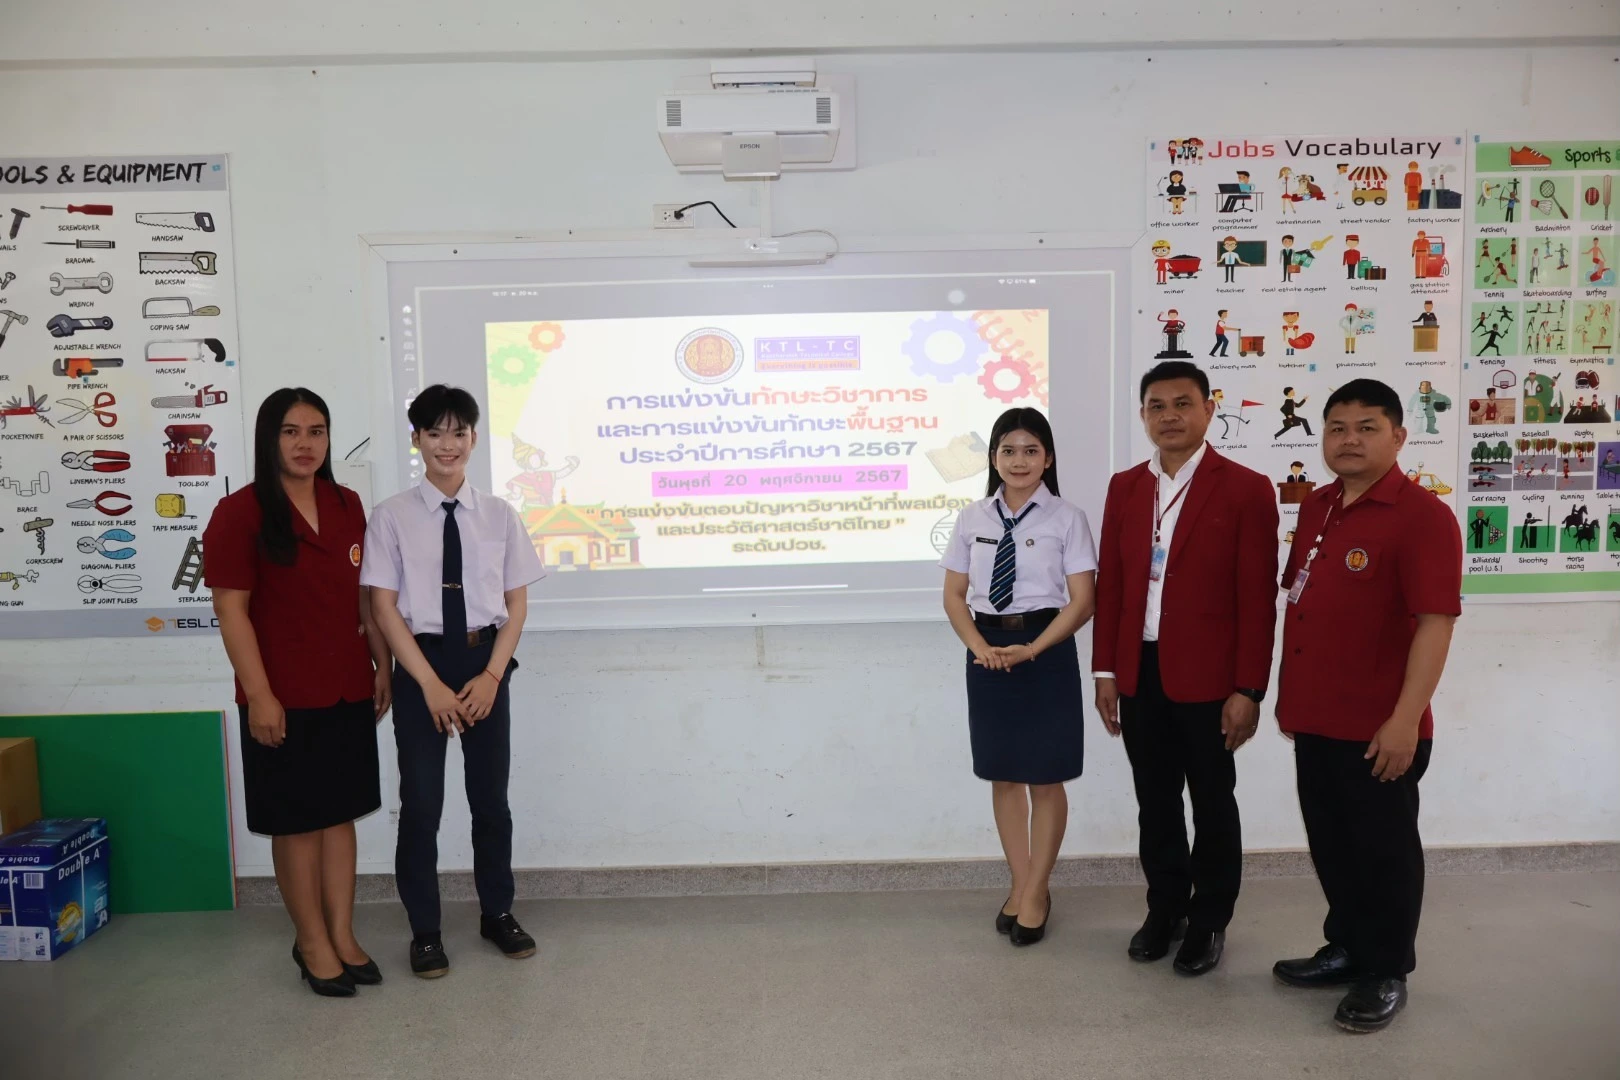 OOLS & EQUIPMENT
SCREWDRIVER
HANDSAW
BRADAWL
BACKSAW
WRENCH
COPING SAW
ADJUSTABLE WRENCH
HACKSAW
PIPE WRENCH
CHAINSAW
POCKETKNIFE
A PAIR OF SCISSORS
LINEMAN'S PLIERS
TOOLBOX
BRACE
NEEDLE NOSE PLIERS
TAPE MEASURE
CORKSCREW
DIAGONAL PLIERS
SLIP JOINT PLIERS
STEPLADDE
7ESL
Double A
EPSON
KTL-TC
การแข่งขันทักษะวิชาการ
และการแข่งขันทักษะพื้นฐาน
ประจำปีการศึกษา 2567
วันพุธที่ 20 พฤศจิกายน 2567
" การแข่งขันตอบปัญหาวิชาหน้าที่พลเมือง
และประวัติศาสตร์ชาติไทย "
ระดับปวช.
Jobs Vocabulary
office worker
computer programmer
veterinarian
street vendor
factory worker
miner
teacher
real estate agent
bellboy
gas station attendant
delivery man
butcher
pharmacist
receptionist
our guide
entrepreneur
astronaut
Sports
Archery
Badminton
Cricket
Tennis
Skateboarding
Surfing
Fencing
Fitness
Gymnastics
Basketball
Baseball
Rugby
Car racing
Cycling
Running
Table t
Billiards/ pool (U.S.)
Shooting
Horse racing